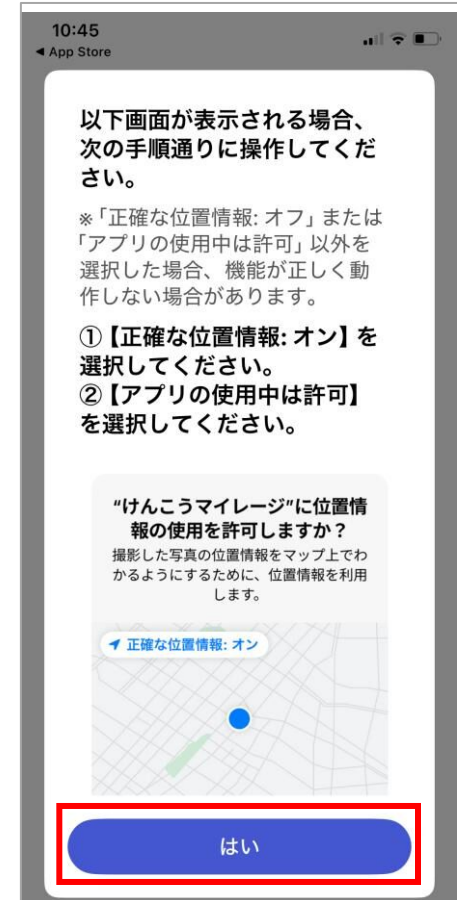 10:45
◀ App Store
以下画面が表示される場合、
次の手順通りに操作してくだ
さい。
※「正確な位置情報: オフ」または
「アプリの使用中は許可」以外を
選択した場合、機能が正しく動
作しない場合があります。
①【正確な位置情報: オン】を
選択してください。
②【アプリの使用中は許可】
を選択してください。
“けんこうマイレージ”に位置情
報の使用を許可しますか？
撮影した写真の位置情報をマップ上でわ
かるようにするために、位置情報を利用
します。
正確な位置情報: オン
はい